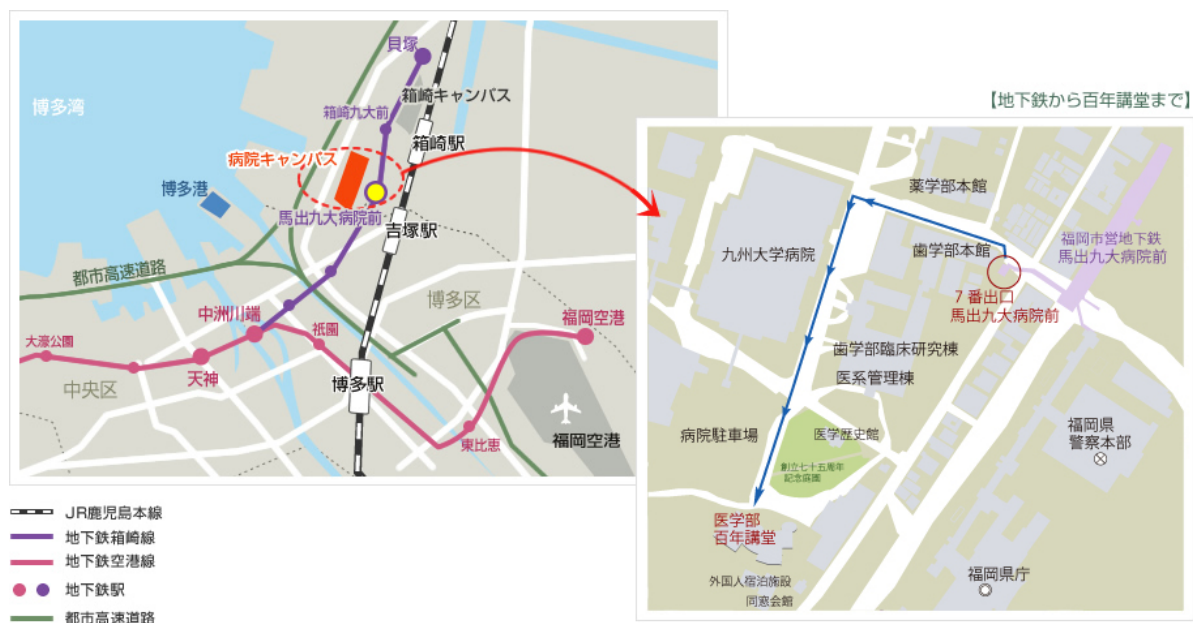 貝塚
箱崎キャンパス
博多湾
箱崎九大前
箱崎駅
病院キャンパス
博多港
馬出九大病院前
吉塚駅
都市高速道路
博多区
中洲川端
祇園
福岡空港
大濠公園
天神
博多駅
中央区
東比恵
福岡空港
JR鹿児島本線
地下鉄箱崎線
地下鉄空港線
地下鉄駅
都市高速道路
【地下鉄から百年講堂まで】
薬学部本館
九州大学病院
歯学部本館
福岡市営地下鉄
馬出九大病院前
7番出口
馬出九大病院前
歯学部臨床研究棟
医系管理棟
病院駐車場
医学歴史館
福岡県
警察本部
創立七十五周年
記念庭園
医学部
百年講堂
外国人宿泊施設
同窓会館
福岡県庁